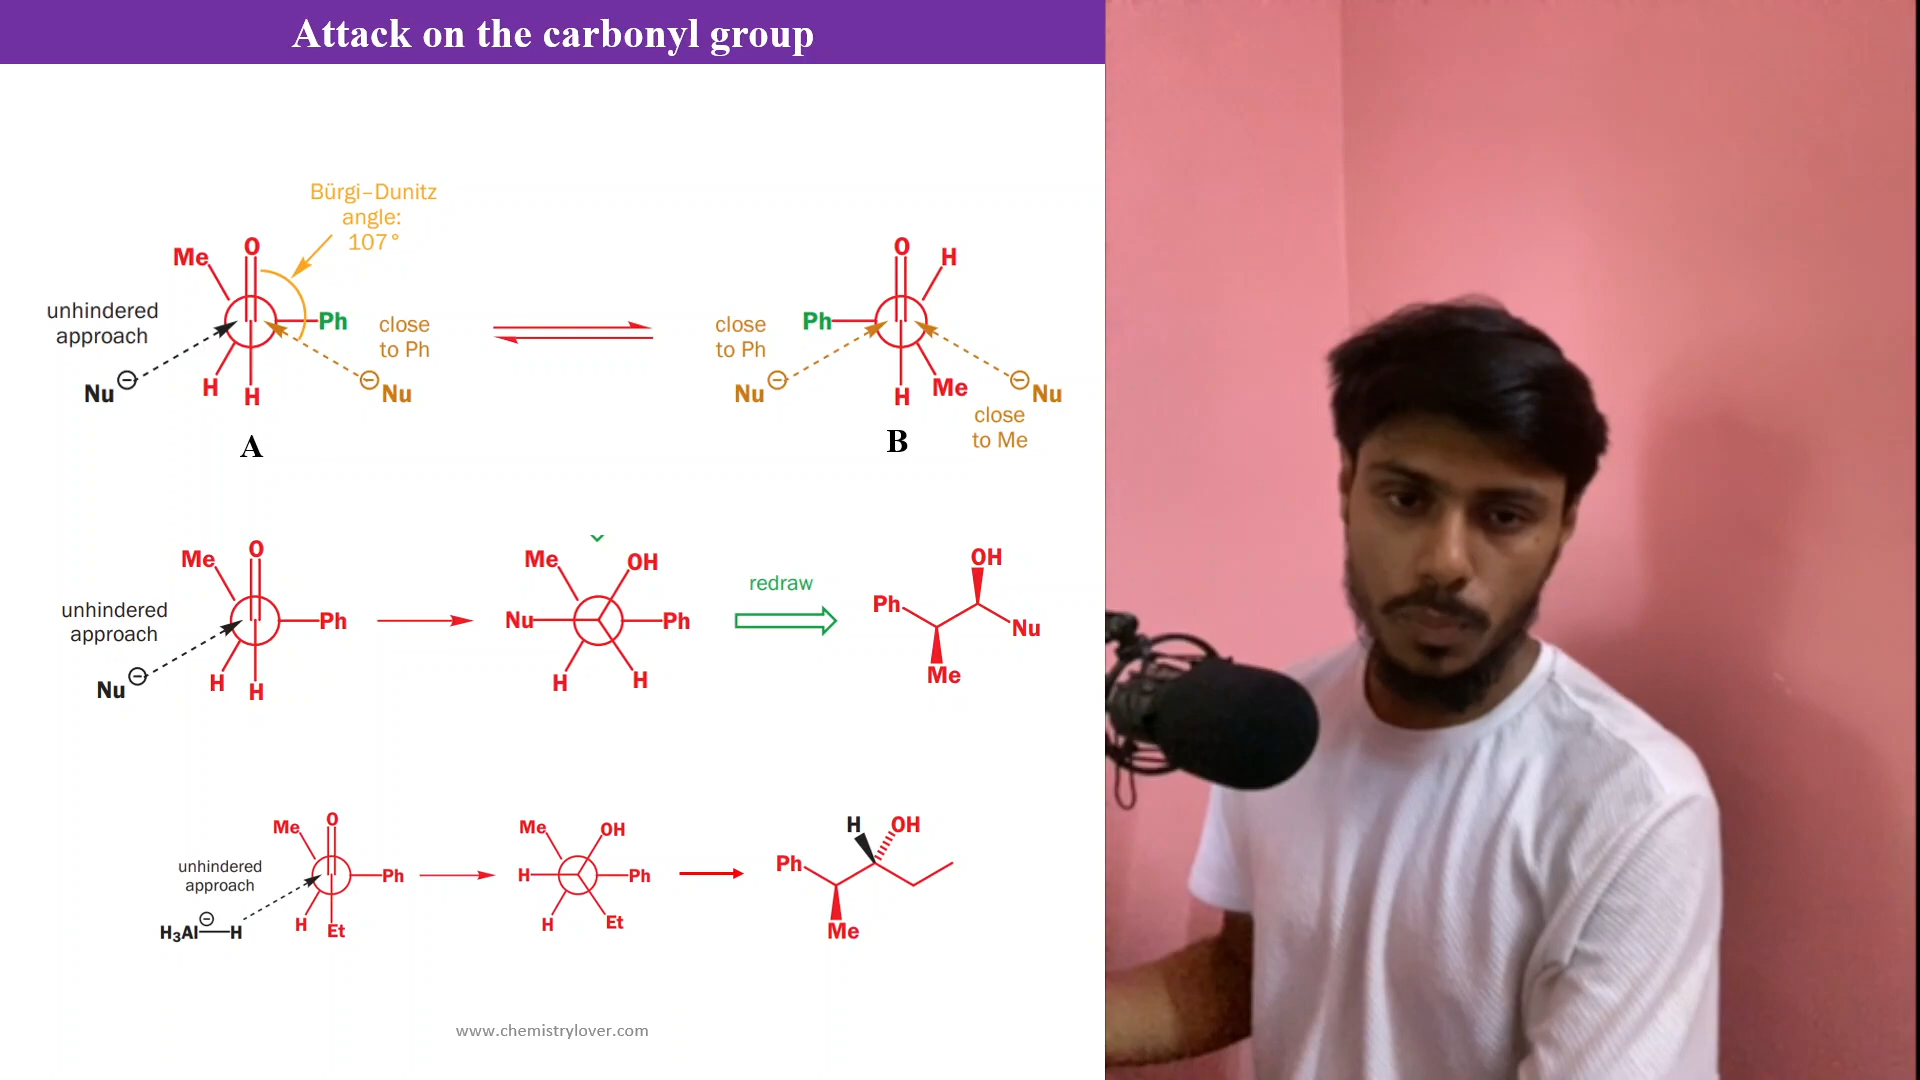 Attack on the carbonyl group
Bürgi–Dunitz
angle:
107°
Me
O
unhindered
approach
Ph
close
to Ph
Nu
⊖
H
H
⊖
Nu
A
O
H
close
to Ph
Ph
Nu
⊖
H
Me
⊖
Nu
close
to Me
B
Me
O
unhindered
approach
Ph
Nu
⊖
H
H
Me
OH
Nu
Ph
H
H
redraw
OH
Ph
Nu
Me
Me
O
unhindered
approach
Ph
⊖
H₃Al—H
H
Et
Me
OH
H
Ph
H
Et
H
OH
Ph
Me
www.chemistrylover.com